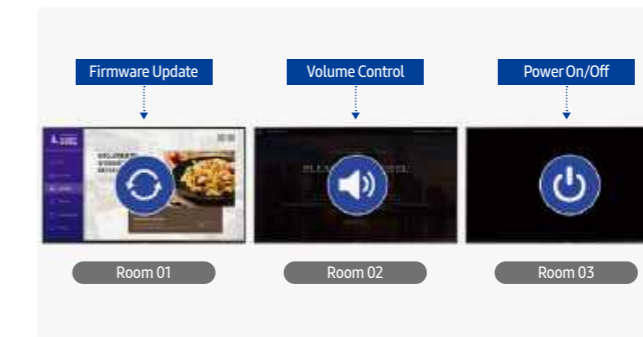 Firmware Update
Volume Control
Power On/Off
Room 01
Room 02
Room 03